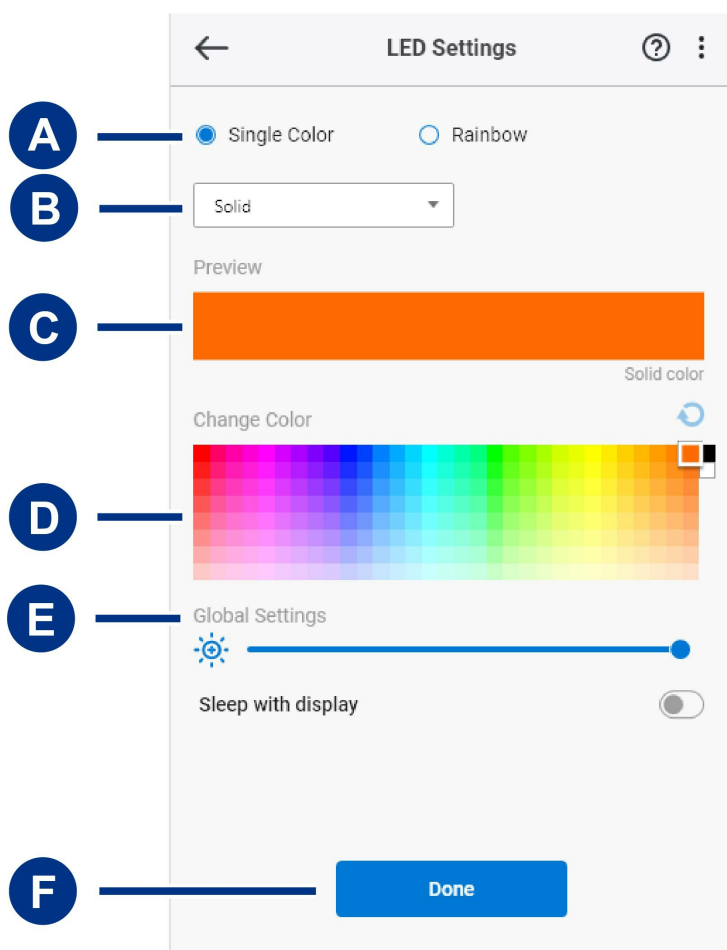 LED Settings
A
Single Color
Rainbow
B
Solid
Preview
C
Solid color
Change Color
D
E
Global Settings
Sleep with display
F
Done